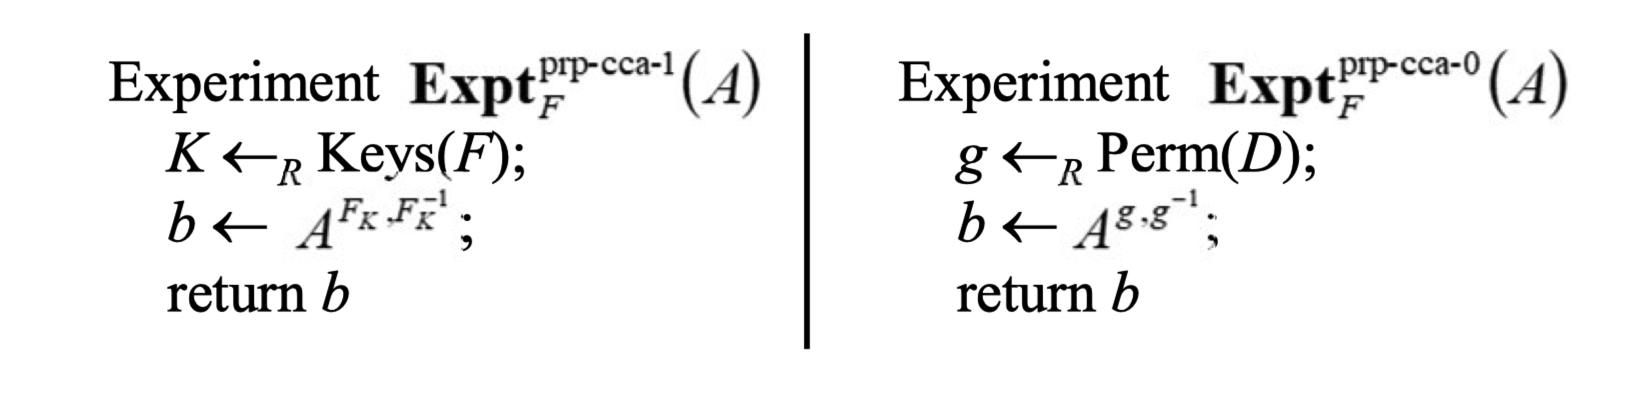 Experiment Expt_F^{prp-cca-1}(A)
K ←_R Keys(F);
b ← A^{F_K, F_K^{-1}};
return b
Experiment Expt_F^{prp-cca-0}(A)
g ←_R Perm(D);
b ← A^{g, g^{-1}};
return b